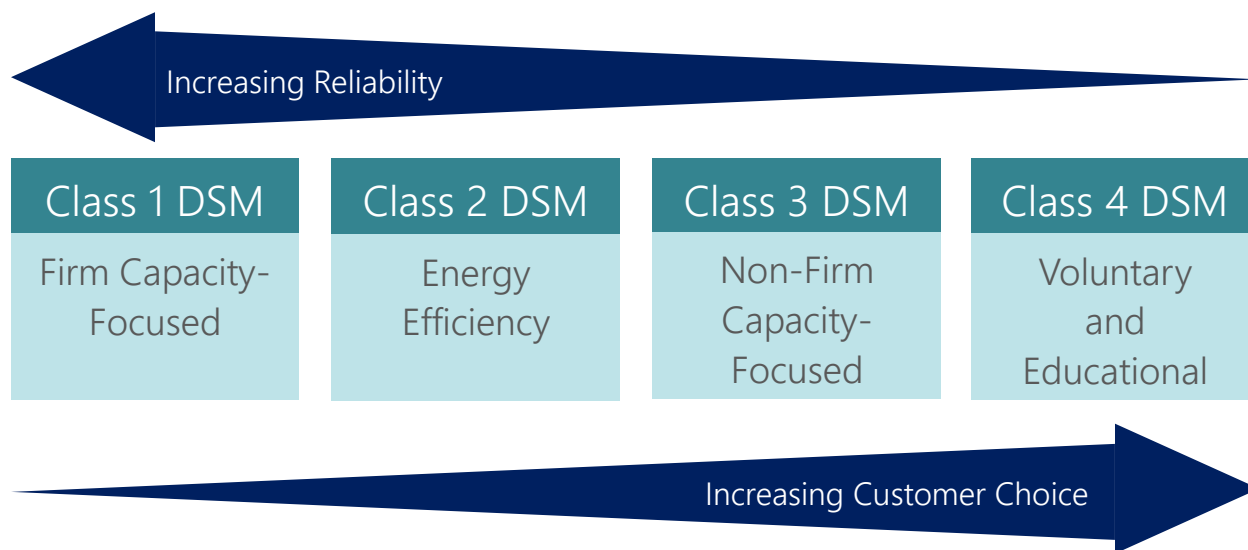 Increasing Reliability
Class 1 DSM
Firm Capacity-
Focused
Class 2 DSM
Energy
Efficiency
Class 3 DSM
Non-Firm
Capacity-
Focused
Class 4 DSM
Voluntary
and
Educational
Increasing Customer Choice